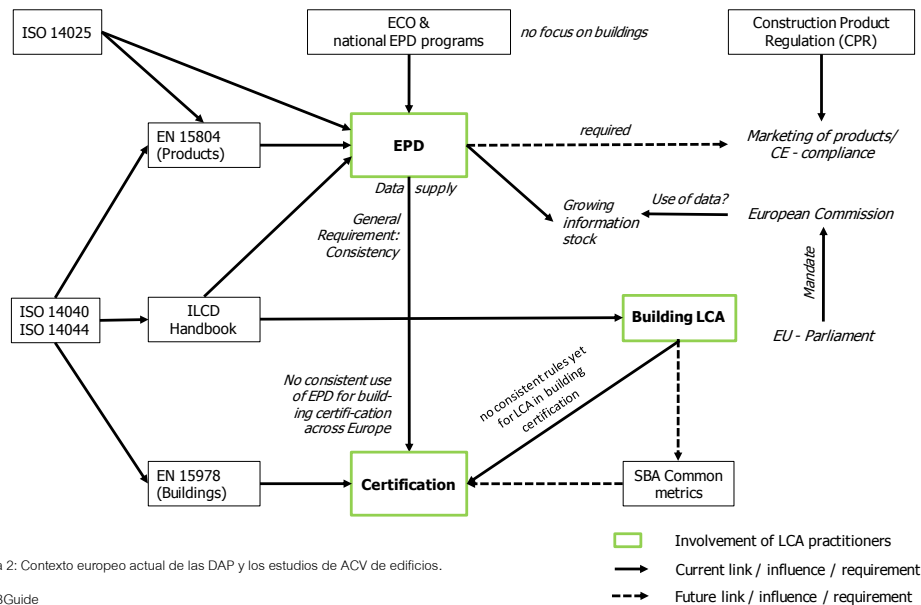 ISO 14025
ECO &
national EPD programs
no focus on buildings
Construction Product
Regulation (CPR)
EN 15804
(Products)
EPD
required
Marketing of products/
CE - compliance
Data supply
General
Requirement:
Consistency
Growing
information
stock
Use of data?
European Commission
Mandate
EU - Parliament
ISO 14040
ISO 14044
ILCD
Handbook
Building LCA
No consistent use
of EPD for build-
ing certifi-cation
across Europe
no consistent rules yet
for LCA in building
certification
EN 15978
(Buildings)
Certification
SBA Common
metrics
Involvement of LCA practitioners
Current link / influence / requirement
Future link / influence / requirement
a 2: Contexto europeo actual de las DAP y los estudios de ACV de edificios.
BGuide